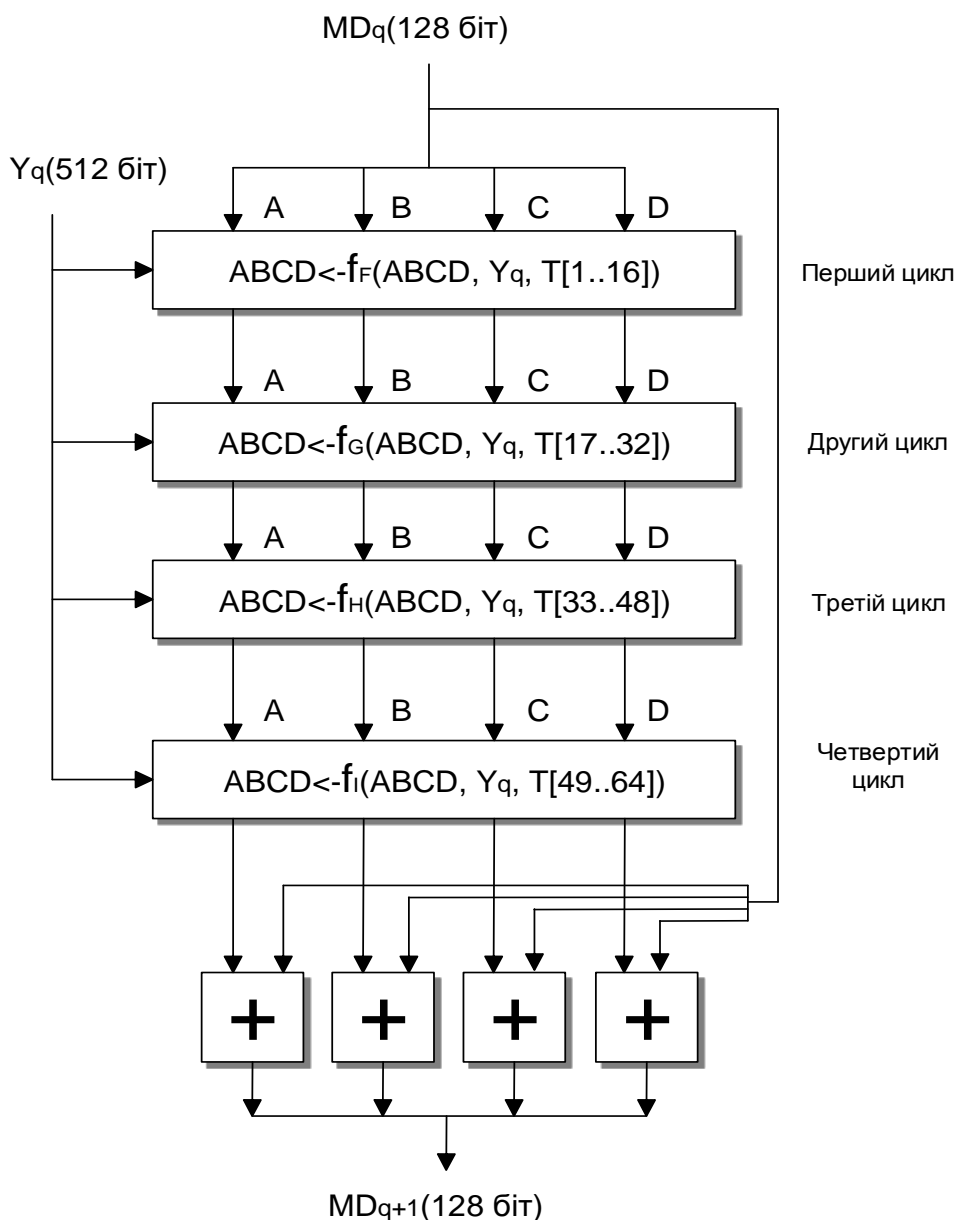 MDq(128 біт)
Yq(512 біт)
A B C D
ABCD<-fF(ABCD, Yq, T[1..16])
Перший цикл
A B C D
ABCD<-fG(ABCD, Yq, T[17..32])
Другий цикл
A B C D
ABCD<-fH(ABCD, Yq, T[33..48])
Третій цикл
A B C D
ABCD<-fI(ABCD, Yq, T[49..64])
Четвертий
цикл
+ + + +
MDq+1(128 біт)